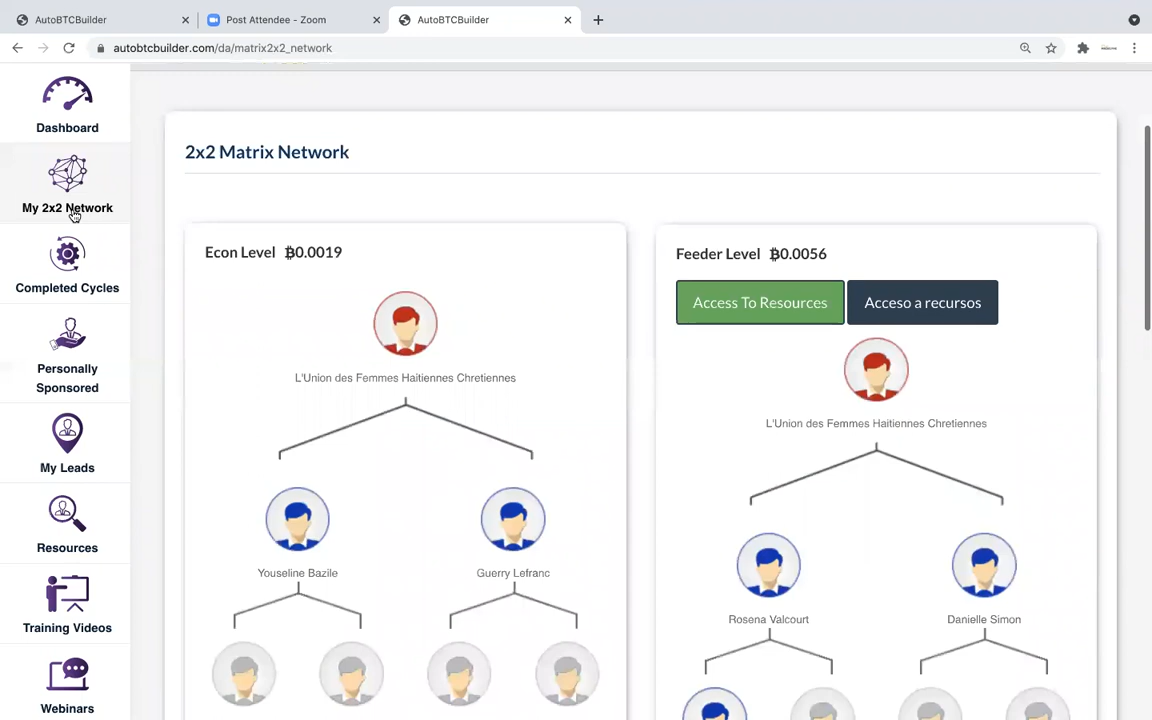 AutoBTCBuilder
Post Attendee - Zoom
AutoBTCBuilder
autobtcbuilder.com/da/matrix2x2_network
Dashboard
My 2x2 Network
Completed Cycles
Personally
Sponsored
My Leads
Resources
Training Videos
Webinars
2x2 Matrix Network
Econ Level ₿0.0019
L'Union des Femmes Haitiennes Chretiennes
Youseline Bazile
Guerry Lefranc
Feeder Level ₿0.0056
Access To Resources
Acceso a recursos
L'Union des Femmes Haitiennes Chretiennes
Rosena Valcourt
Danielle Simon